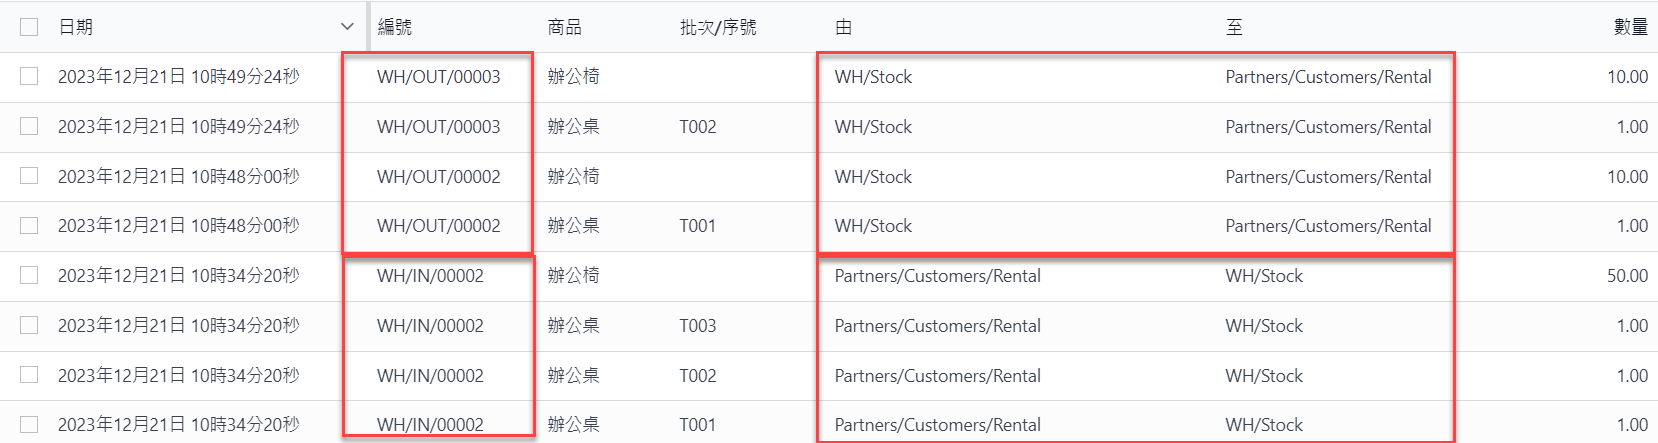 日期 編號 商品 批次/序號 由 至 數量
2023年12月21日 10時49分24秒 WH/OUT/00003 辦公椅 WH/Stock Partners/Customers/Rental 10.00
2023年12月21日 10時49分24秒 WH/OUT/00003 辦公桌 T002 WH/Stock Partners/Customers/Rental 1.00
2023年12月21日 10時48分00秒 WH/OUT/00002 辦公椅 WH/Stock Partners/Customers/Rental 10.00
2023年12月21日 10時48分00秒 WH/OUT/00002 辦公桌 T001 WH/Stock Partners/Customers/Rental 1.00
2023年12月21日 10時34分20秒 WH/IN/00002 辦公椅 Partners/Customers/Rental WH/Stock 50.00
2023年12月21日 10時34分20秒 WH/IN/00002 辦公桌 T003 Partners/Customers/Rental WH/Stock 1.00
2023年12月21日 10時34分20秒 WH/IN/00002 辦公桌 T002 Partners/Customers/Rental WH/Stock 1.00
2023年12月21日 10時34分20秒 WH/IN/00002 辦公桌 T001 Partners/Customers/Rental WH/Stock 1.00